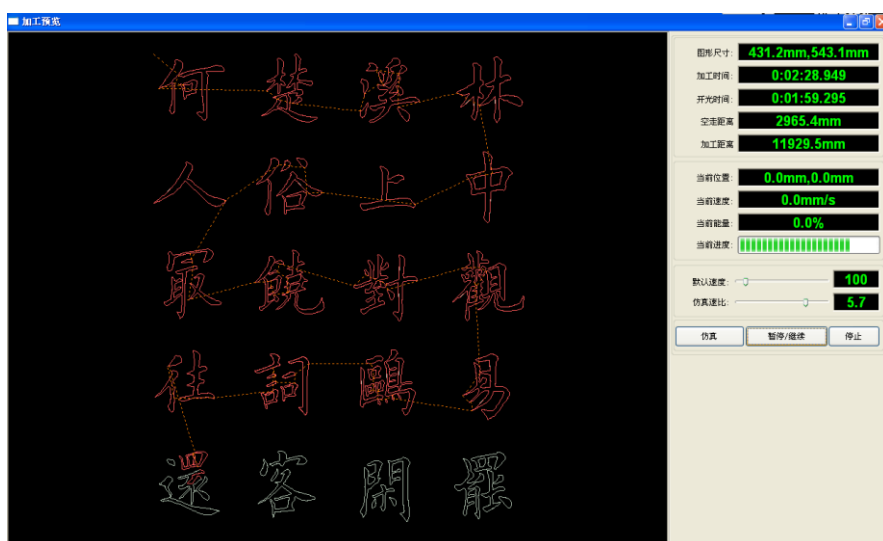 加工预览
何楚溪林
人俗上中
最饶對觀
往詞鷗易
還客閑罷
图形尺寸: 431.2mm,543.1mm
加工时间: 0:02:28.949
开光时间: 0:01:59.295
空走距离 2965.4mm
加工距离 11929.5mm
当前位置: 0.0mm,0.0mm
当前速度: 0.0mm/s
当前能量: 0.0%
当前进度:
默认速度: 100
仿真速比: 5.7
仿真 暂停/继续 停止